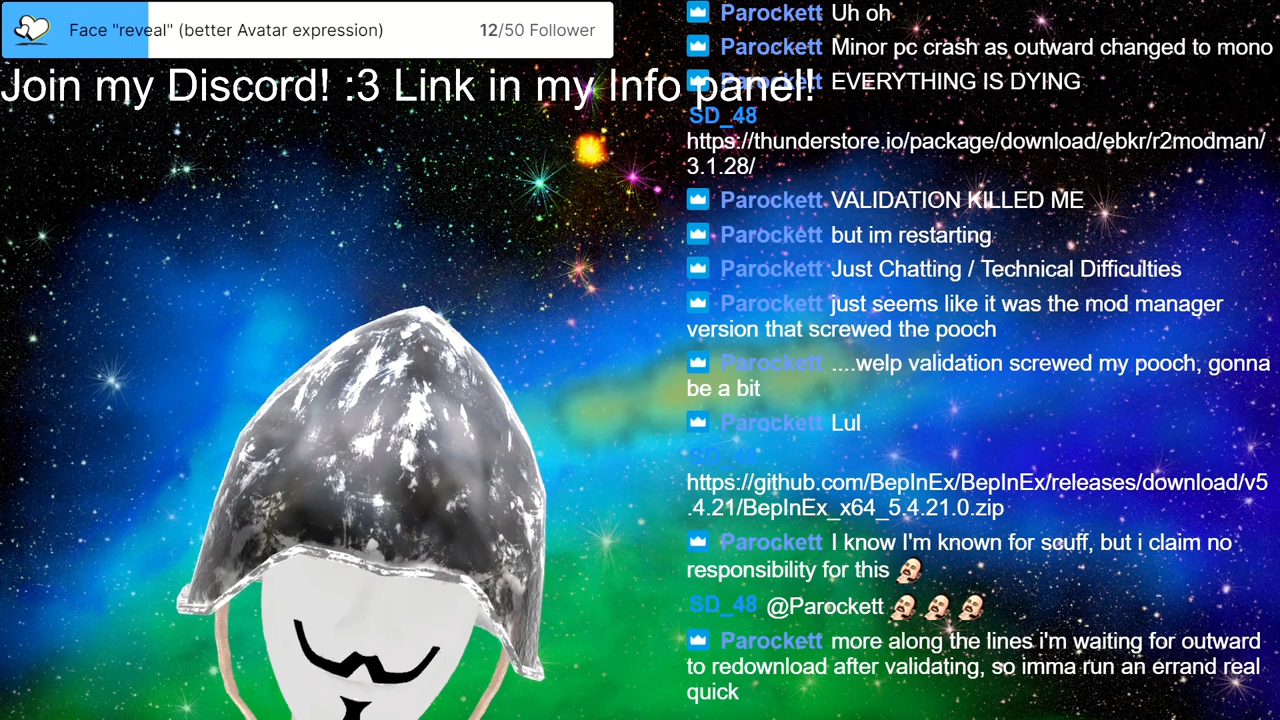 Face "reveal" (better Avatar expression) 12/50 Follower
Join my Discord! :3 Link in my Info panel!
Parockett Uh oh
Parockett Minor pc crash as outward changed to mono
Parockett EVERYTHING IS DYING
SD_48
https://thunderstore.io/package/download/ebkr/r2modman/
3.1.28/
Parockett VALIDATION KILLED ME
Parockett but im restarting
Parockett Just Chatting / Technical Difficulties
Parockett just seems like it was the mod manager
version that screwed the pooch
Parockett ....welp validation screwed my pooch, gonna
be a bit
Parockett Lul
SD_48
https://github.com/BepInEx/BepInEx/releases/download/v5
.4.21/BepInEx_x64_5.4.21.0.zip
Parockett I know I'm known for scuff, but i claim no
responsibility for this
SD_48 @Parockett
Parockett more along the lines i'm waiting for outward
to redownload after validating, so imma run an errand real
quick